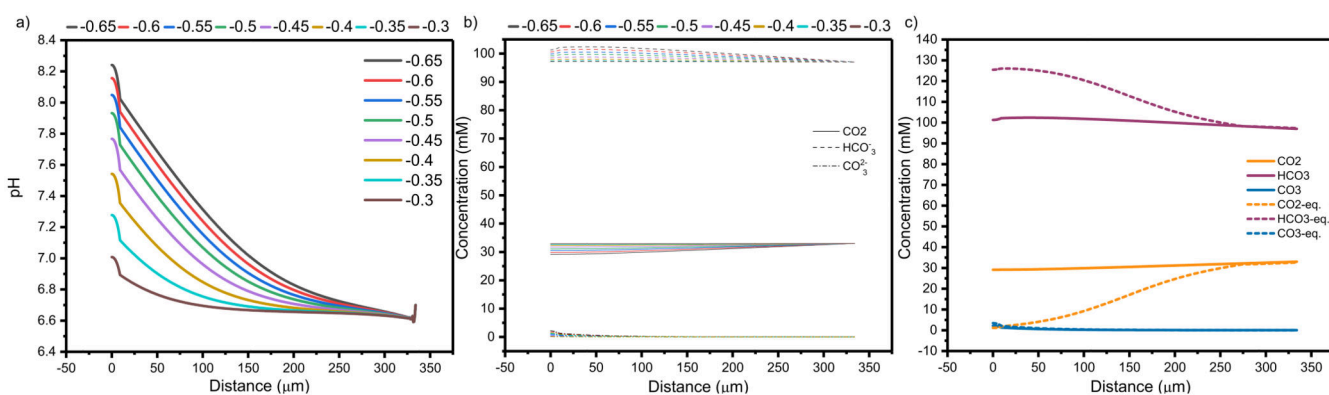 a) -0.65 -0.6 -0.55 -0.5 -0.45 -0.4 -0.35 -0.3
8.4
8.2
8.0
7.8
7.6
7.4
7.2
7.0
6.8
6.6
6.4
pH
-0.65
-0.6
-0.55
-0.5
-0.45
-0.4
-0.35
-0.3
-50 0 50 100 150 200 250 300 350
Distance (μm)
b) -0.65 -0.6 -0.55 -0.5 -0.45 -0.4 -0.35 -0.3
100
90
80
70
60
50
40
30
20
10
0
Concentration (mM)
CO2
HCO⁻₃
CO²⁻₃
-50 0 50 100 150 200 250 300 350
Distance (μm)
c)
140
130
120
110
100
90
80
70
60
50
40
30
20
10
0
-10
Concentration (mM)
CO2
HCO3
CO3
CO2-eq.
HCO3-eq.
CO3-eq.
-50 0 50 100 150 200 250 300 350
Distance (μm)